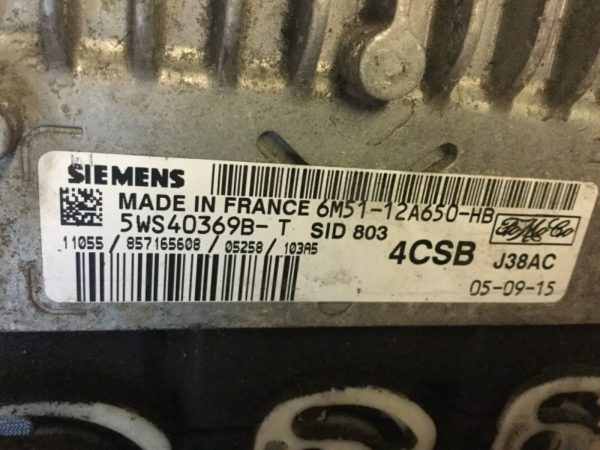 SIEMENS
MADE IN FRANCE 6M51-12A650-HB
5WS40369B-T SID 803 FoMoCo
11055 / 857165608 / 05258 / 103A5 4CSB J38AC
05-09-15